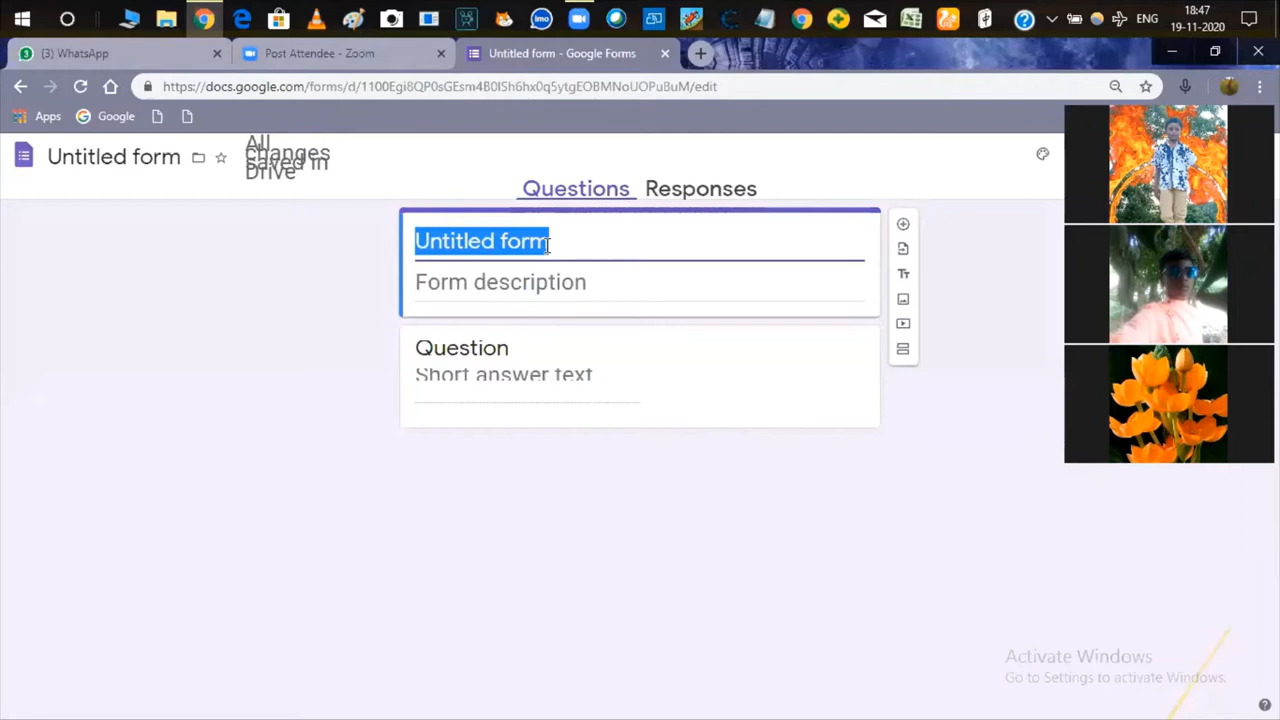 imo
ENG
18:47
19-11-2020
(3) WhatsApp
Post Attendee - Zoom
Untitled form - Google Forms
https://docs.google.com/forms/d/1100Egi8QP0sGEsm4B0ISh6hx0q5ytgEOBMNoUOPuBuM/edit
Apps
Google
Untitled form
All
changes
saved in
Drive
Questions
Responses
Untitled form
Form description
Question
Short answer text
Activate Windows
Go to Settings to activate Windows.